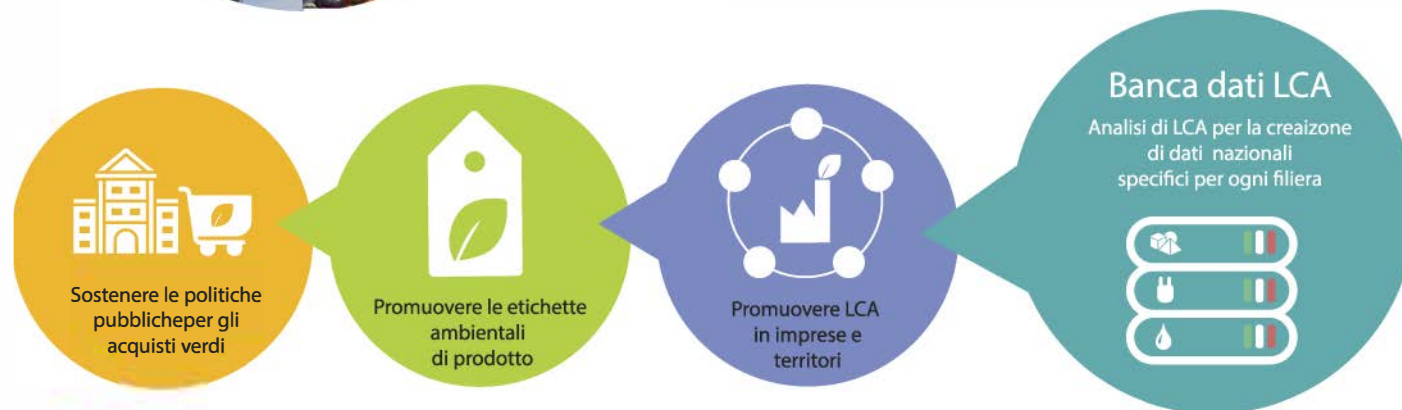 Sostenere le politiche
pubblicheper gli
acquisti verdi
Promuovere le etichette
ambientali
di prodotto
Promuovere LCA
in imprese e
territori
Banca dati LCA
Analisi di LCA per la creaizone
di dati nazionali
specifici per ogni filiera